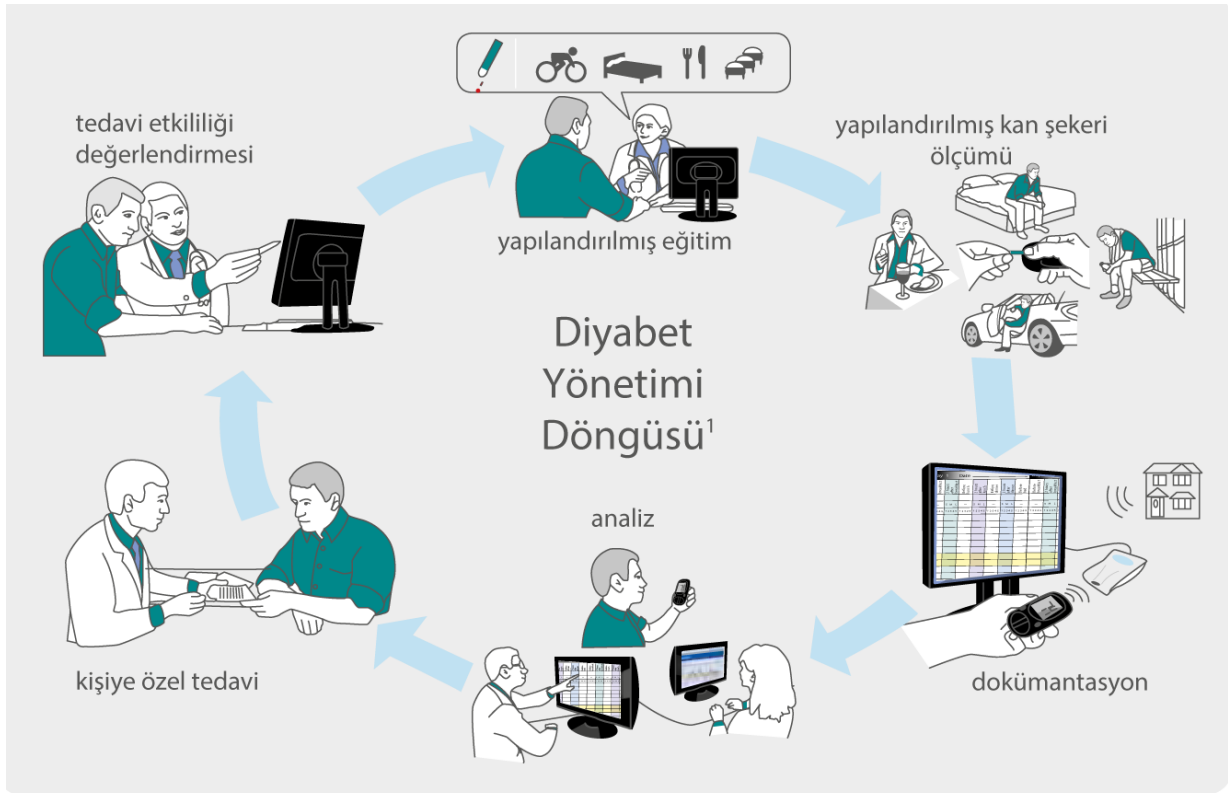 Diyabet
Yönetimi
Döngüsü¹
yapılandırılmış eğitim
yapılandırılmış kan şekeri
ölçümü
dokümantasyon
analiz
kişiye özel tedavi
tedavi etkililiği
değerlendirmesi